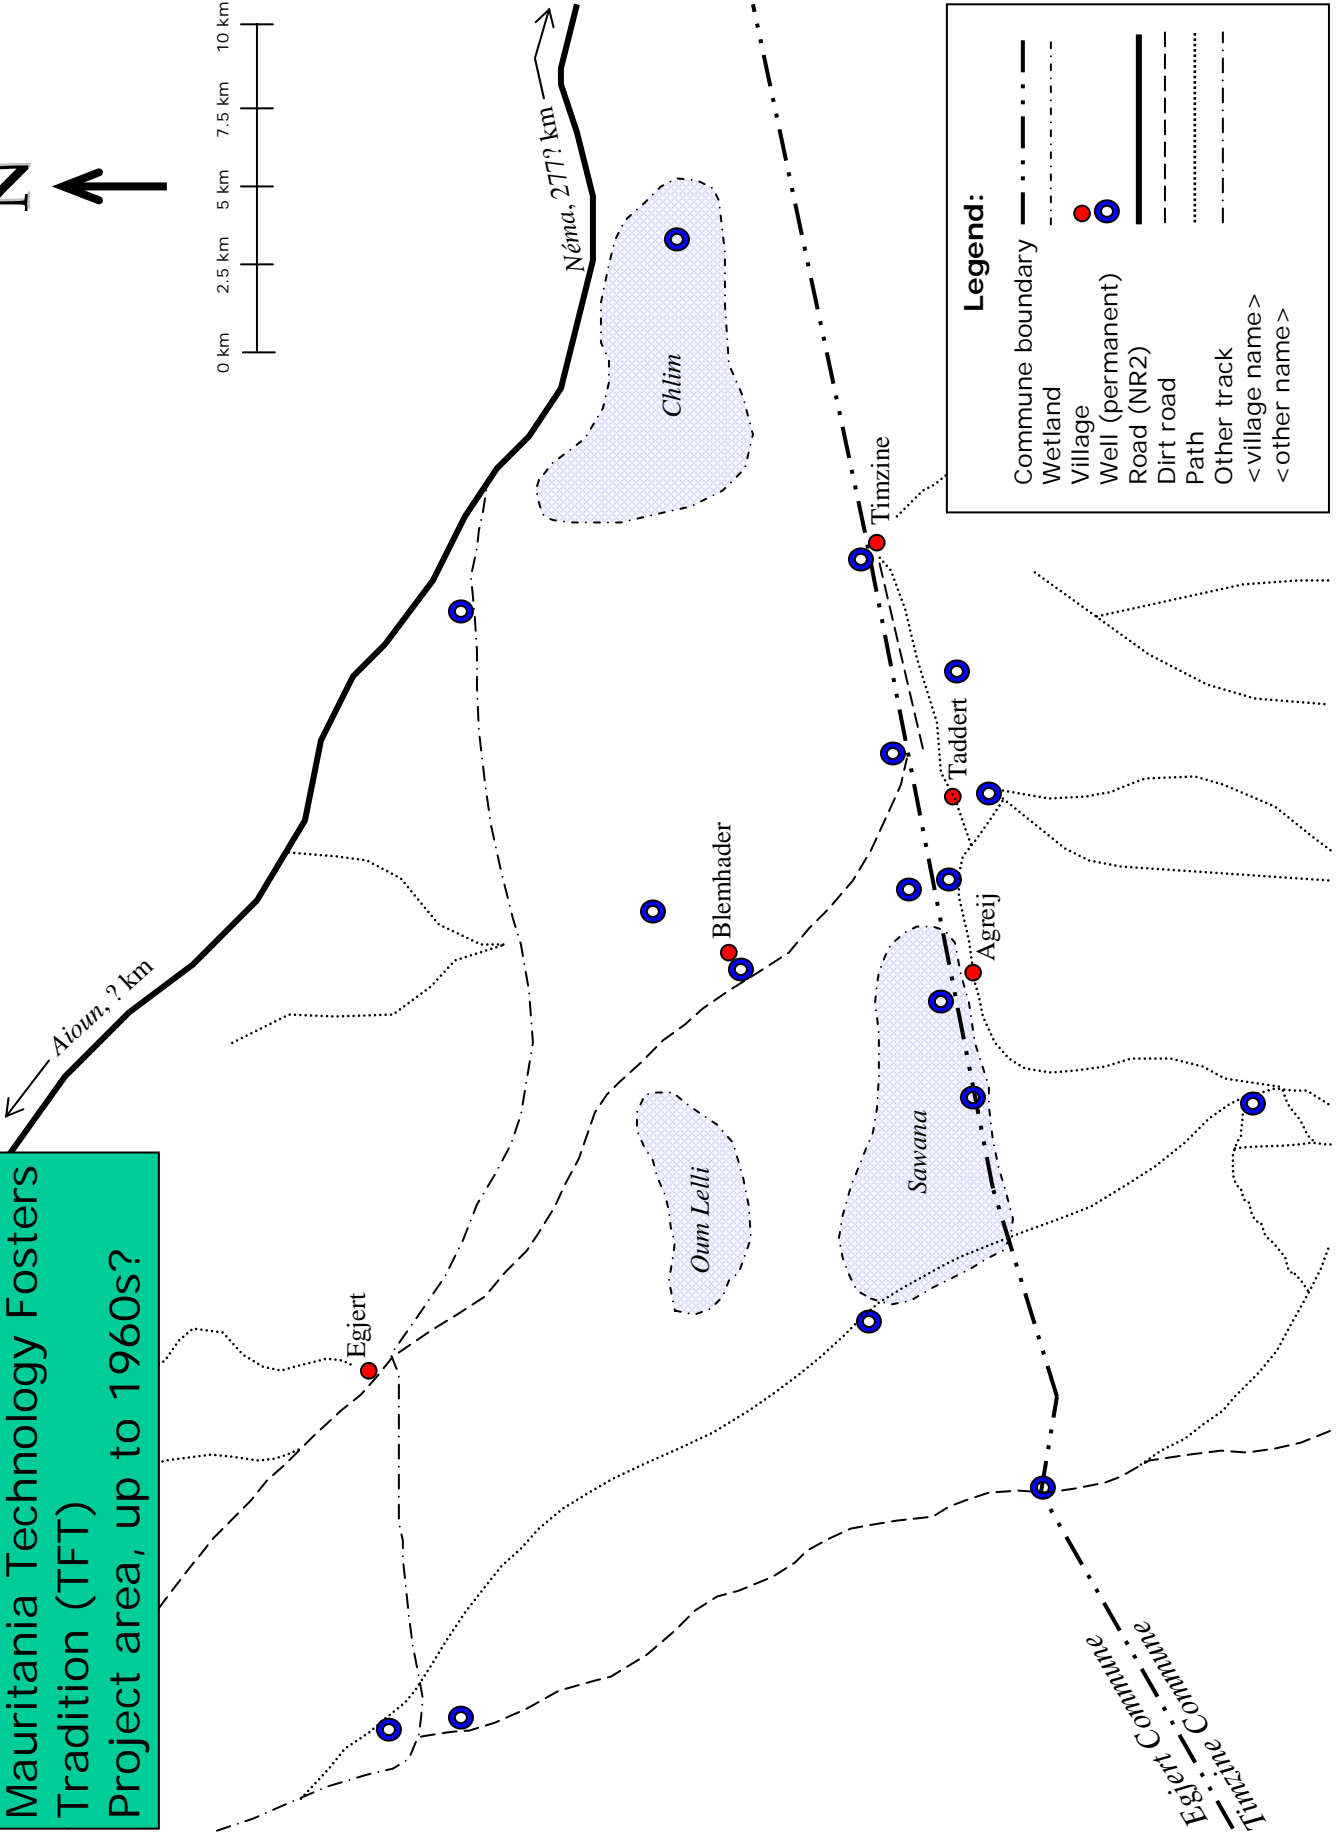 Mauritania Technology Fosters
Tradition (TFT)
Project area, up to 1960s?
N
0 km
2.5 km
5 km
7.5 km
10 km
Aioun, ? km
Néma, 277? km
Egjert
Blemhader
Chlim
Oum Lelli
Sawana
Timzine
Taddert
Agreij
Egjert Commune
Timzine Commune
Legend:
Commune boundary
Wetland
Village
Well (permanent)
Road (NR2)
Dirt road
Path
Other track
<village name>
<other name>